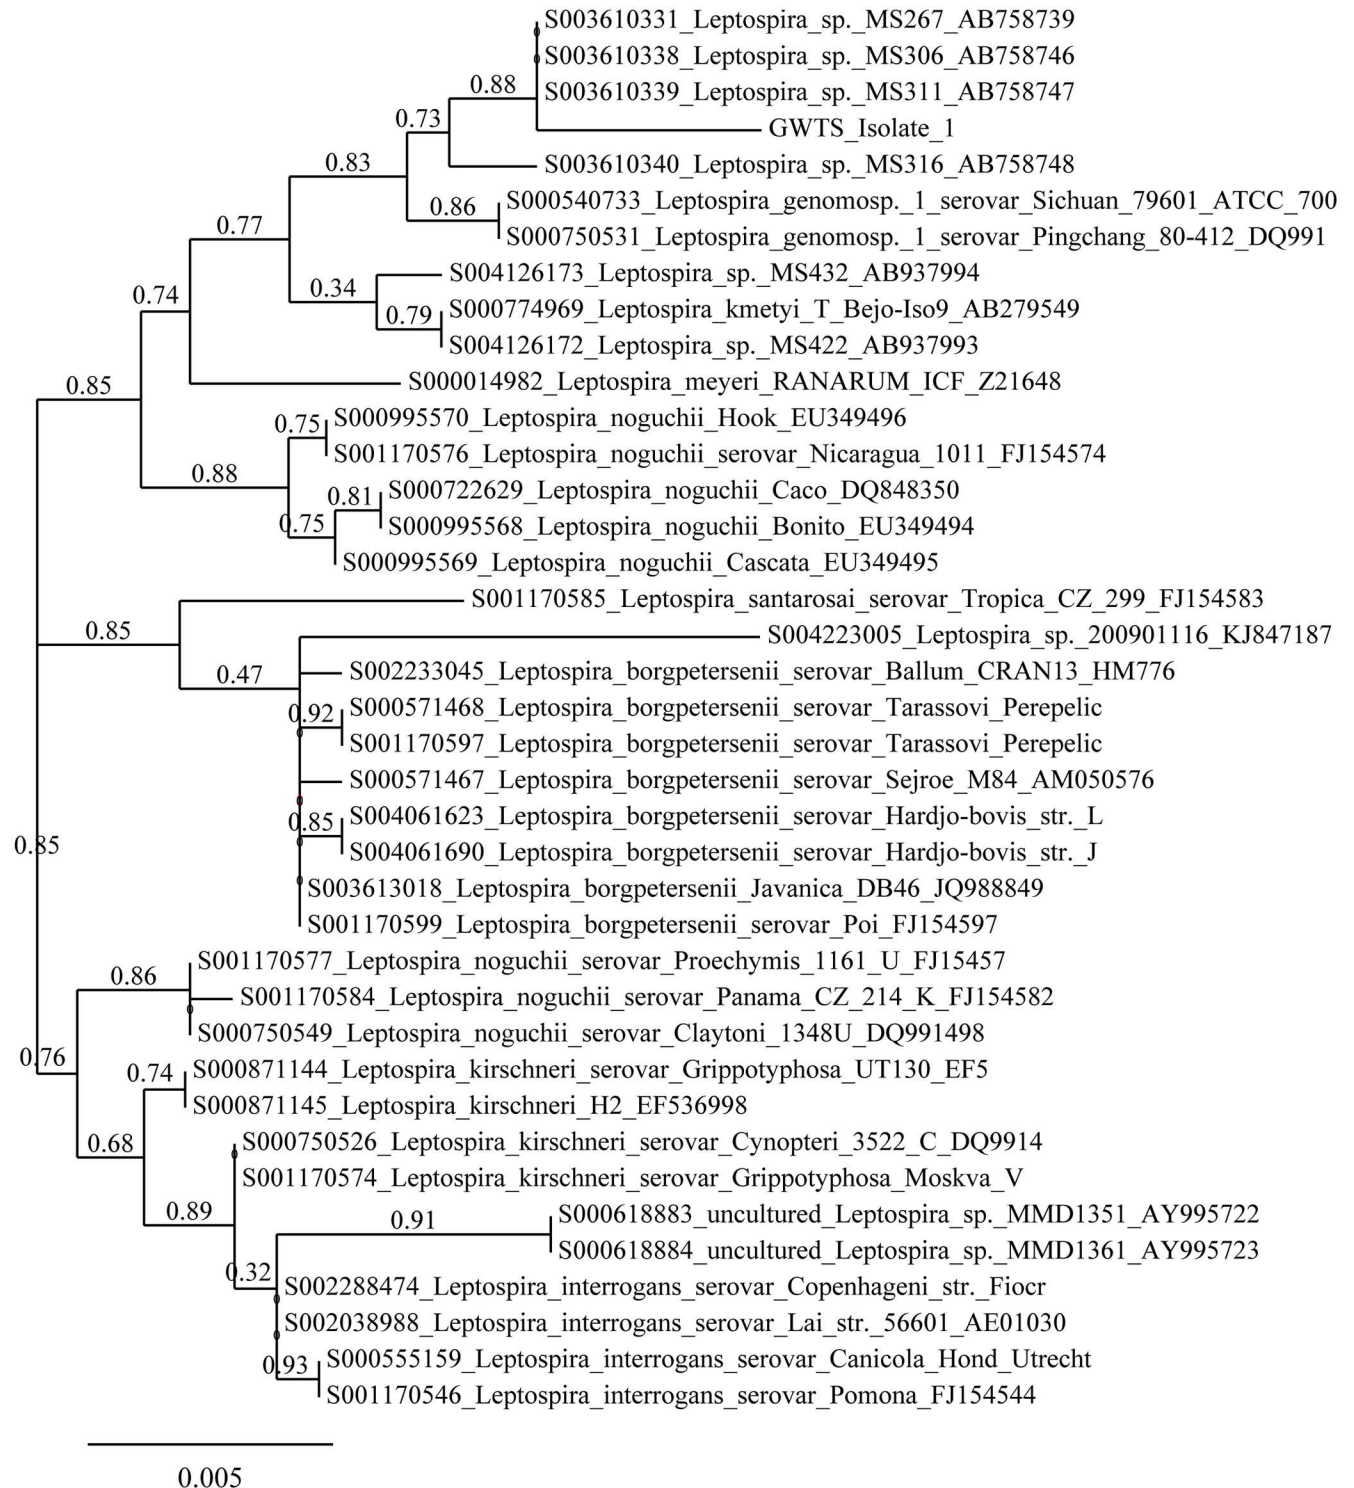 S003610331_Leptospira_sp._MS267_AB758739
S003610338_Leptospira_sp._MS306_AB758746
0.88
S003610339_Leptospira_sp._MS311_AB758747
0.73
GWTS_Isolate_1
0.83
S003610340_Leptospira_sp._MS316_AB758748
0.86
S000540733_Leptospira_genomosp._1_serovar_Sichuan_79601_ATCC_700
0.77
S000750531_Leptospira_genomosp._1_serovar_Pingchang_80-412_DQ991
S004126173_Leptospira_sp._MS432_AB937994
0.74
0.34
S000774969_Leptospira_kmetyi_T_Bejo-Iso9_AB279549
0.79
S004126172_Leptospira_sp._MS422_AB937993
0.85
S000014982_Leptospira_meyeri_RANARUM_ICF_Z21648
S000995570_Leptospira_noguchii_Hook_EU349496
0.75
S001170576_Leptospira_noguchii_serovar_Nicaragua_1011_FJ154574
0.88
S000722629_Leptospira_noguchii_Caco_DQ848350
0.81
0.75
S000995568_Leptospira_noguchii_Bonito_EU349494
S000995569_Leptospira_noguchii_Cascata_EU349495
S001170585_Leptospira_santarosai_serovar_Tropica_CZ_299_FJ154583
0.85
S004223005_Leptospira_sp._200901116_KJ847187
0.47
S002233045_Leptospira_borgpetersenii_serovar_Ballum_CRAN13_HM776
0.92
S000571468_Leptospira_borgpetersenii_serovar_Tarassovi_Perepelic
S001170597_Leptospira_borgpetersenii_serovar_Tarassovi_Perepelic
S000571467_Leptospira_borgpetersenii_serovar_Sejroe_M84_AM050576
0.85
S004061623_Leptospira_borgpetersenii_serovar_Hardjo-bovis_str._L
0.85
S004061690_Leptospira_borgpetersenii_serovar_Hardjo-bovis_str._J
S003613018_Leptospira_borgpetersenii_Javanica_DB46_JQ988849
S001170599_Leptospira_borgpetersenii_serovar_Poi_FJ154597
S001170577_Leptospira_noguchii_serovar_Proechymis_1161_U_FJ15457
0.86
S001170584_Leptospira_noguchii_serovar_Panama_CZ_214_K_FJ154582
S000750549_Leptospira_noguchii_serovar_Claytoni_1348U_DQ991498
0.76
0.74
S000871144_Leptospira_kirschneri_serovar_Grippotyphosa_UT130_EF5
S000871145_Leptospira_kirschneri_H2_EF536998
0.68
S000750526_Leptospira_kirschneri_serovar_Cynopteri_3522_C_DQ9914
S001170574_Leptospira_kirschneri_serovar_Grippotyphosa_Moskva_V
0.89
0.91
S000618883_uncultured_Leptospira_sp._MMD1351_AY995722
S000618884_uncultured_Leptospira_sp._MMD1361_AY995723
0.32
S002288474_Leptospira_interrogans_serovar_Copenhageni_str._Fiocr
S002038988_Leptospira_interrogans_serovar_Lai_str._56601_AE01030
0.93
S000555159_Leptospira_interrogans_serovar_Canicola_Hond_Utrecht
S001170546_Leptospira_interrogans_serovar_Pomona_FJ154544
0.005